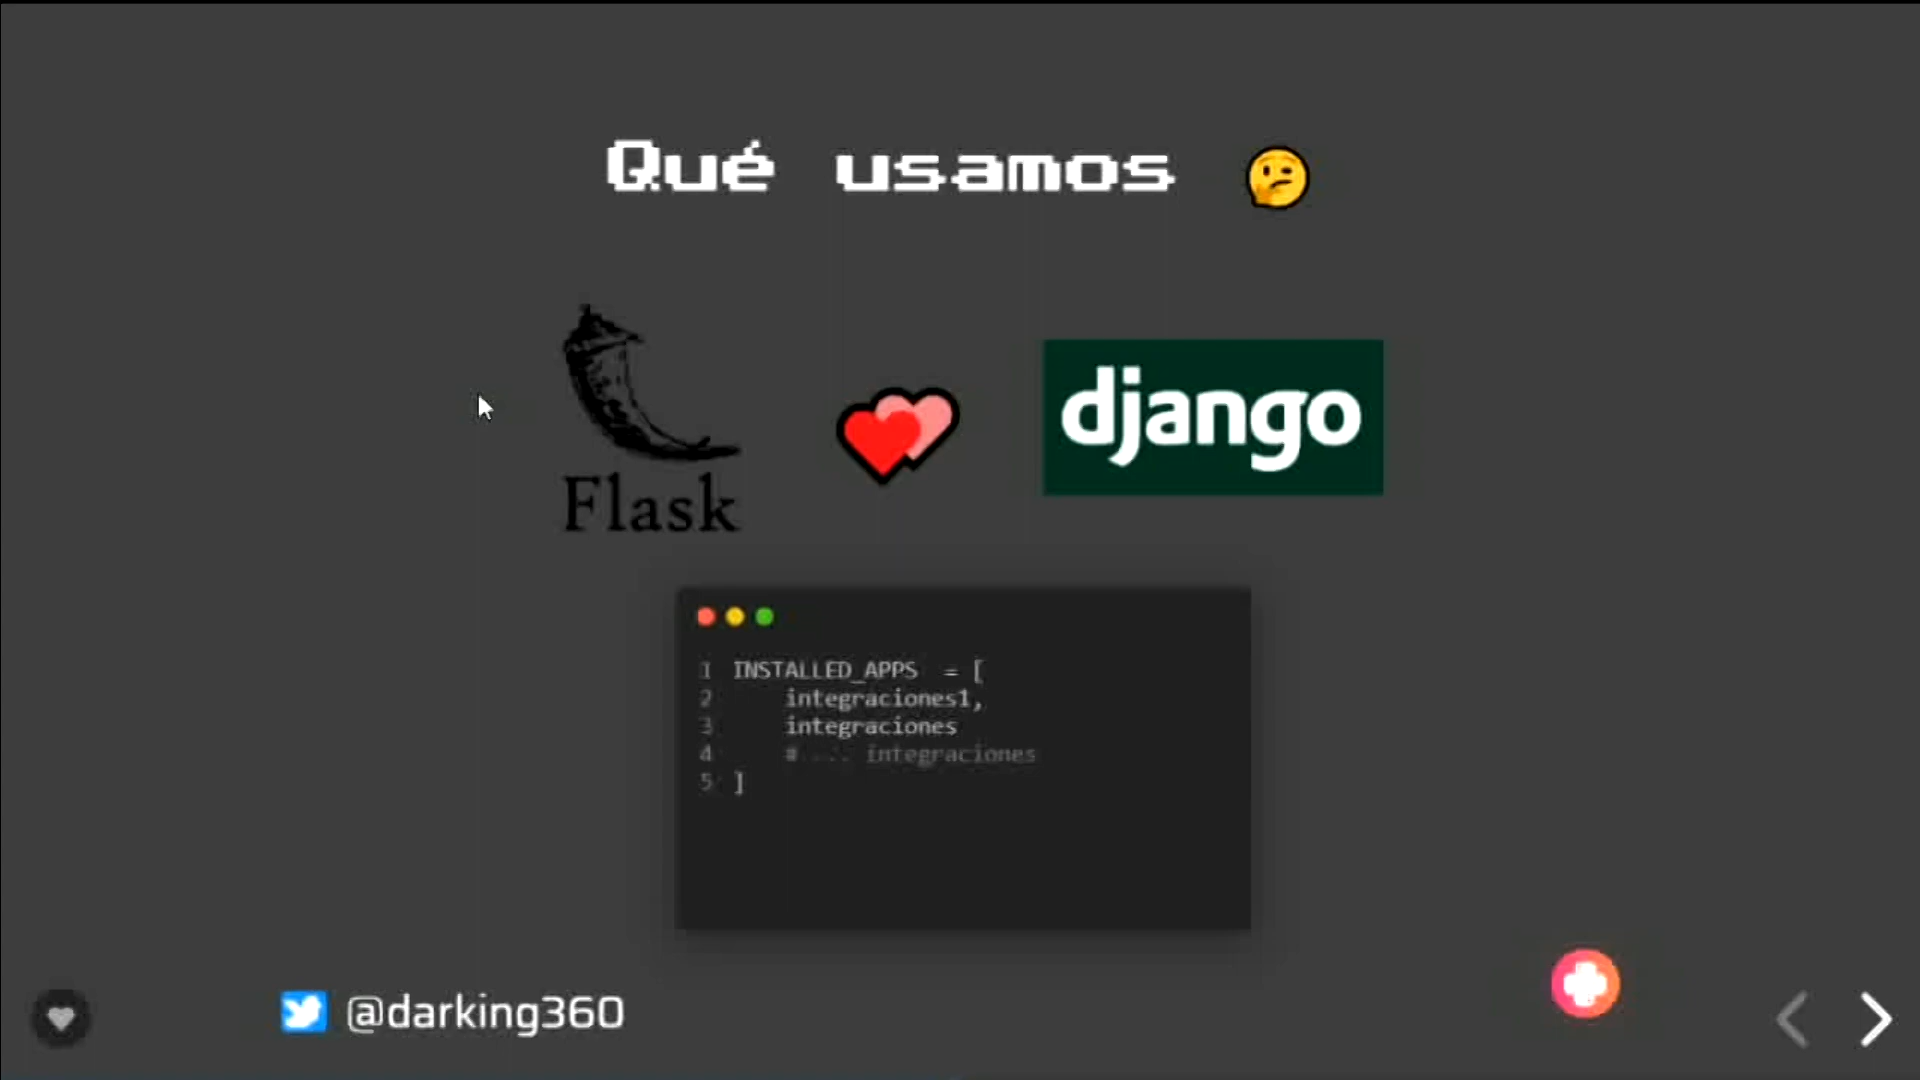 Qué usamos 🤔
Flask
django
1 INSTALLED_APPS = [
2 integraciones1,
3 integraciones
4 #.... integraciones
5 ]
@darking360